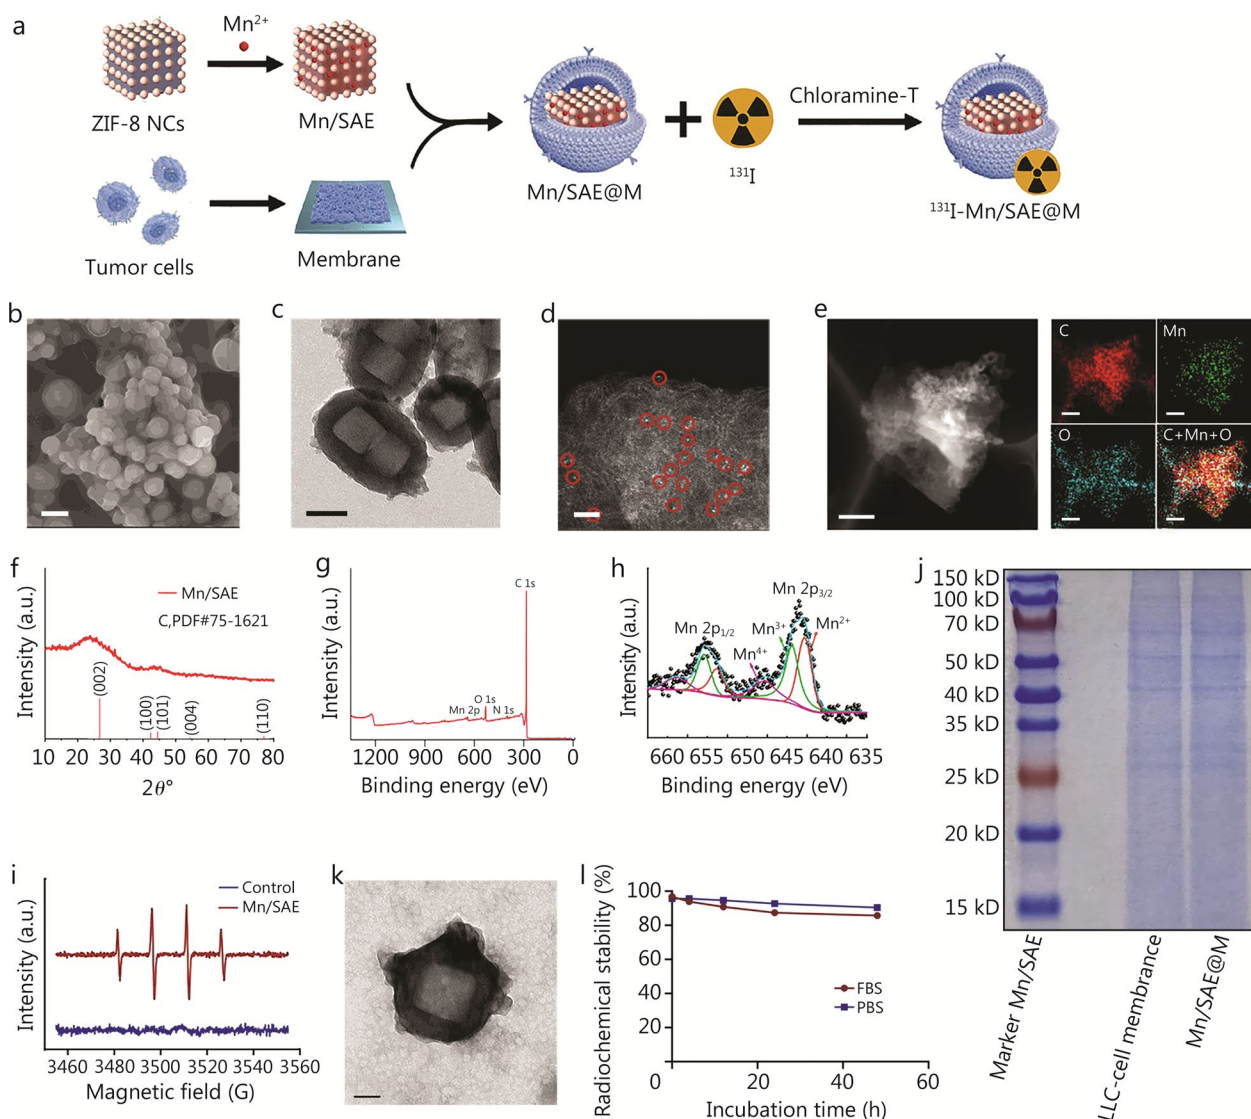 a
Mn²⁺
ZIF-8 NCs
Mn/SAE
Tumor cells
Membrane
Mn/SAE@M
¹³¹I
Chloramine-T
¹³¹I-Mn/SAE@M
b
c
d
e
C
Mn
O
C+Mn+O
f
Intensity (a.u.)
Mn/SAE
C,PDF#75-1621
(002)
(100)
(101)
(004)
(110)
10 20 30 40 50 60 70 80
2θ°
g
Intensity (a.u.)
C 1s
O 1s
Mn 2p
N 1s
1200 900 600 300 0
Binding energy (eV)
h
Intensity (a.u.)
Mn 2p₃/₂
Mn 2p₁/₂
Mn³⁺
Mn²⁺
Mn⁴⁺
660 655 650 645 640 635
Binding energy (eV)
j
150 kD
100 kD
70 kD
50 kD
40 kD
35 kD
25 kD
20 kD
15 kD
Marker Mn/SAE
LLC-cell membrance
Mn/SAE@M
i
Intensity (a.u.)
Control
Mn/SAE
3460 3480 3500 3520 3540 3560
Magnetic field (G)
k
l
Radiochemical stability (%)
100
80
60
40
20
FBS
PBS
0 20 40 60
Incubation time (h)